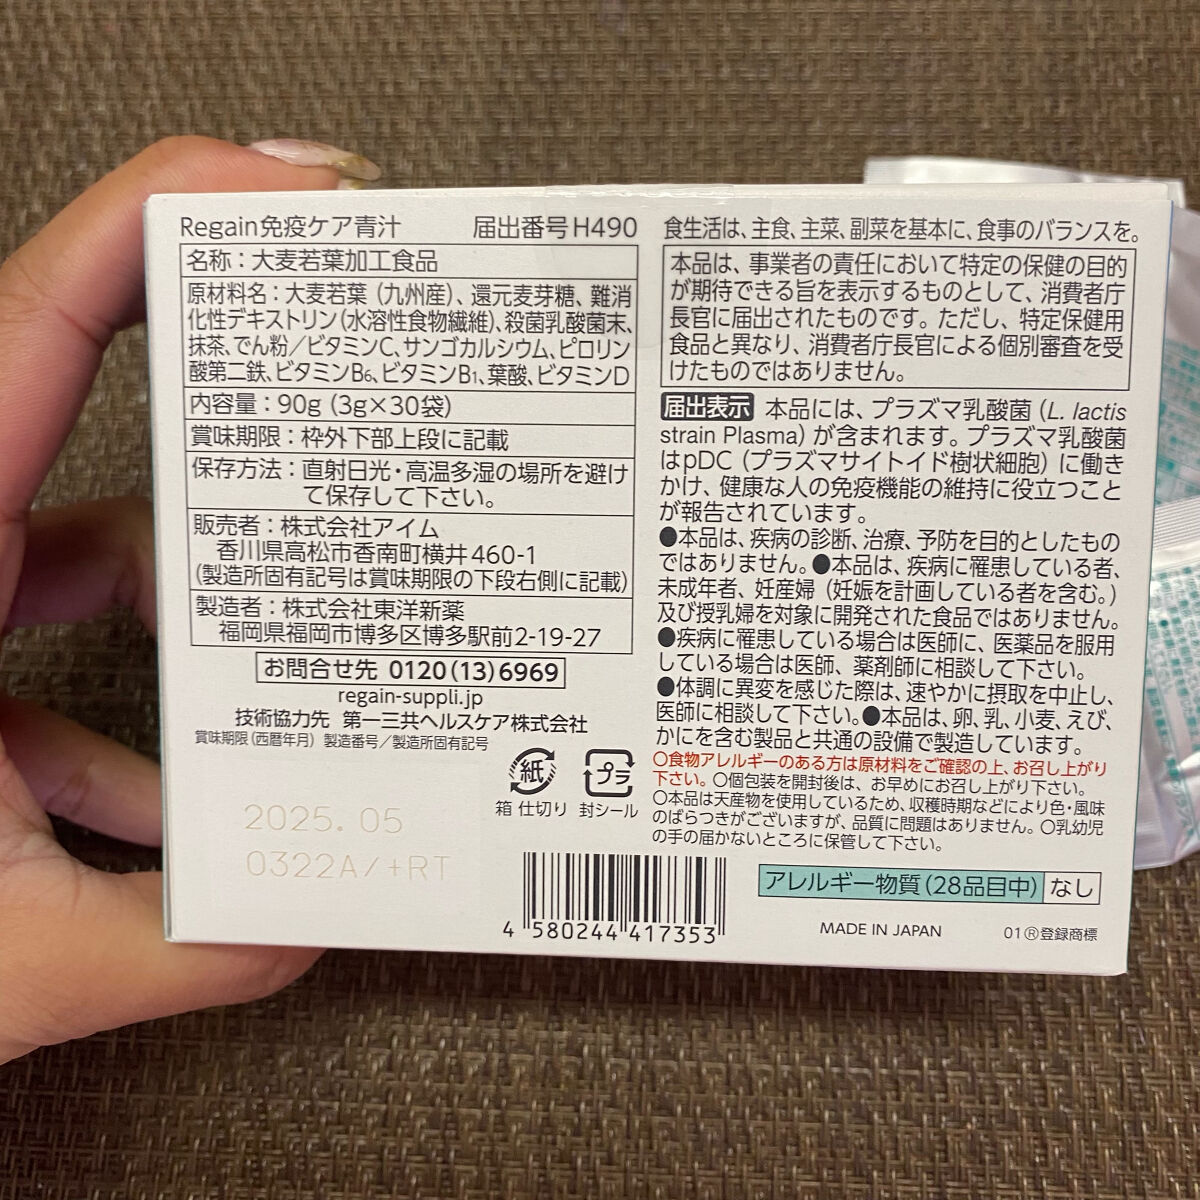 Regain免疫ケア青汁 届出番号H490
名称：大麦若葉加工食品
原材料名：大麦若葉（九州産）、還元麦芽糖、難消
化性デキストリン（水溶性食物繊維）、殺菌乳酸菌末、
抹茶、でん粉／ビタミンC、サンゴカルシウム、ピロリン
酸第二鉄、ビタミンB₆、ビタミンB₁、葉酸、ビタミンD
内容量：90g（3g×30袋）
賞味期限：枠外下部上段に記載
保存方法：直射日光・高温多湿の場所を避け
て保存して下さい。
販売者：株式会社アイム
香川県高松市香南町横井460-1
（製造所固有記号は賞味期限の下段右側に記載）
製造者：株式会社東洋新薬
福岡県福岡市博多区博多駅前2-19-27
お問合せ先 0120(13)6969
regain-suppli.jp
技術協力先 第一三共ヘルスケア株式会社
賞味期限（西暦年月）製造番号／製造所固有記号
2025.05
0322A/+RT
紙
箱 仕切り
プラ
封シール
4 580244 417353
食生活は、主食、主菜、副菜を基本に、食事のバランスを。
本品は、事業者の責任において特定の保健の目的
が期待できる旨を表示するものとして、消費者庁
長官に届出されたものです。ただし、特定保健用
食品と異なり、消費者庁長官による個別審査を受
けたものではありません。
届出表示 本品には、プラズマ乳酸菌（L. lactis
strain Plasma）が含まれます。プラズマ乳酸菌
はpDC（プラズマサイトイド樹状細胞）に働き
かけ、健康な人の免疫機能の維持に役立つこと
が報告されています。
●本品は、疾病の診断、治療、予防を目的としたもの
ではありません。●本品は、疾病に罹患している者、
未成年者、妊産婦（妊娠を計画している者を含む。）
及び授乳婦を対象に開発された食品ではありません。
●疾病に罹患している場合は医師に、医薬品を服用
している場合は医師、薬剤師に相談して下さい。
●体調に異変を感じた際は、速やかに摂取を中止し、
医師に相談して下さい。●本品は、卵、乳、小麦、えび、
かにを含む製品と共通の設備で製造しています。
○食物アレルギーのある方は原材料をご確認の上、お召し上がり
下さい。○個包装を開封後は、お早めにお召し上がり下さい。
○本品は天産物を使用しているため、収穫時期などにより色・風味
のばらつきがございますが、品質に問題はありません。○乳幼児
の手の届かないところに保管して下さい。
アレルギー物質（28品目中） なし
MADE IN JAPAN 01Ⓡ登録商標